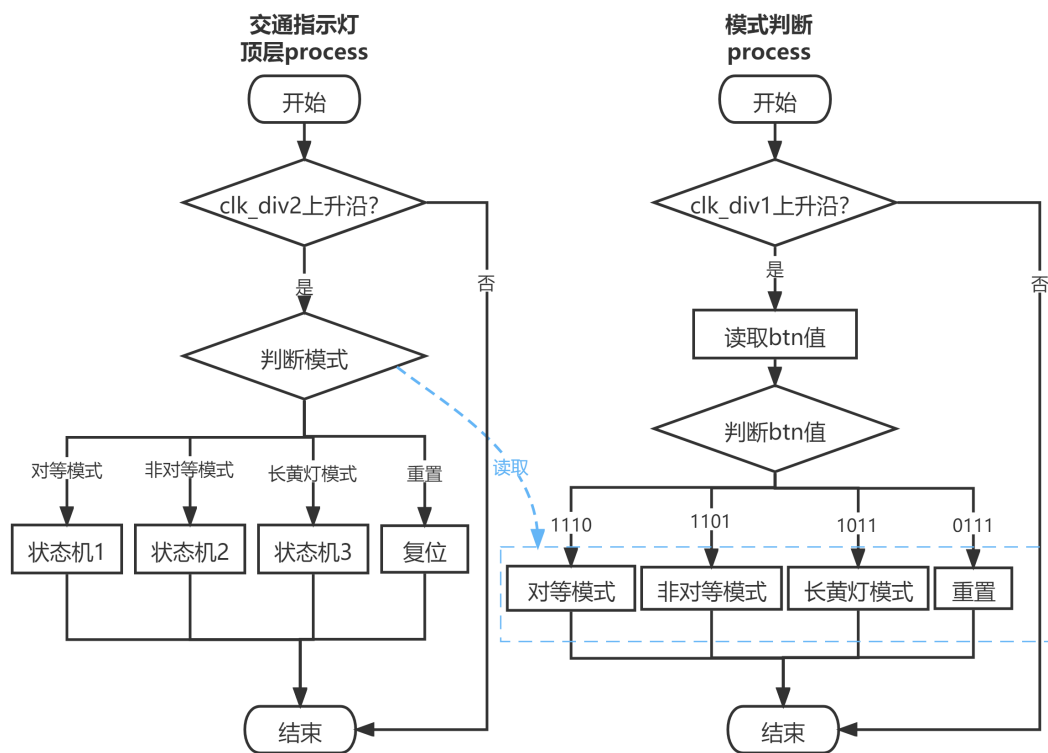 交通指示灯
顶层process
开始
clk_div2上升沿?
是
否
判断模式
对等模式
非对等模式
长黄灯模式
重置
状态机1
状态机2
状态机3
复位
结束
读取
模式判断
process
开始
clk_div1上升沿?
是
否
读取btn值
判断btn值
1110
1101
1011
0111
对等模式
非对等模式
长黄灯模式
重置
结束